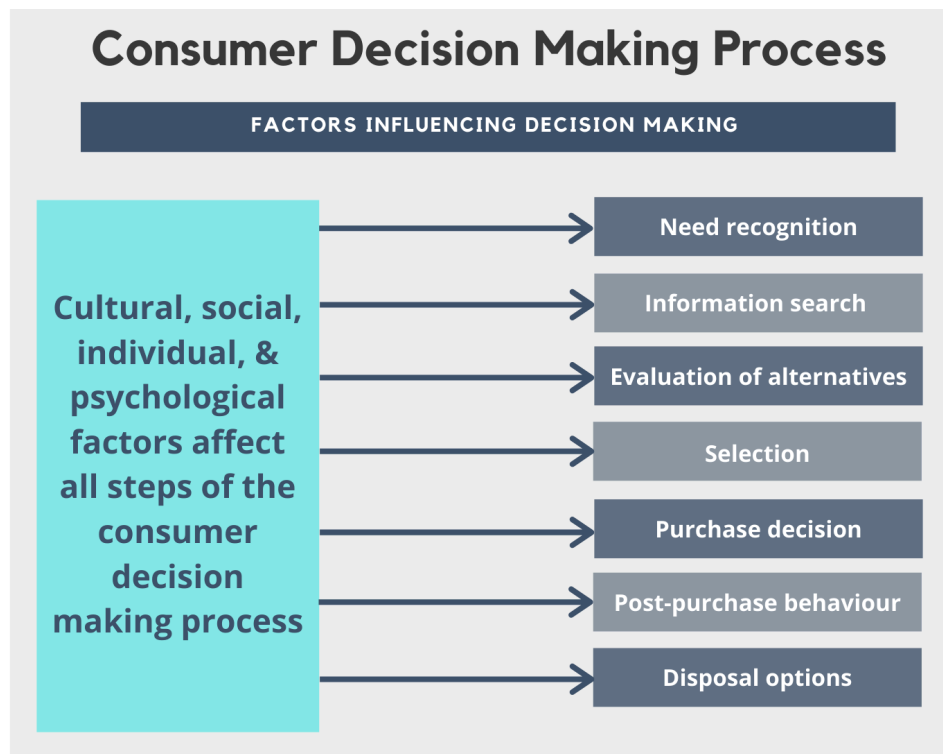 Consumer Decision Making Process
FACTORS INFLUENCING DECISION MAKING
Cultural, social,
individual, &
psychological
factors affect
all steps of the
consumer
decision
making process
Need recognition
Information search
Evaluation of alternatives
Selection
Purchase decision
Post-purchase behaviour
Disposal options